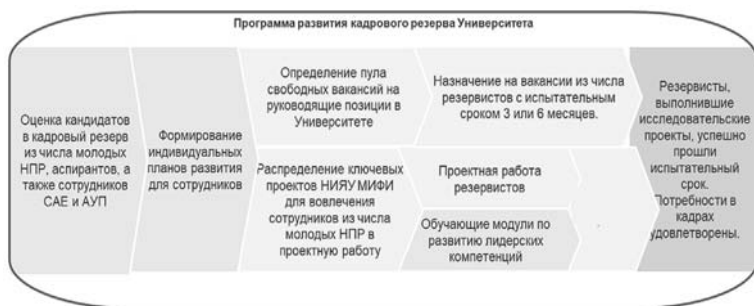 Программа развития кадрового резерва Университета
Оценка кандидатов
в кадровый резерв
из числа молодых
НПР, аспирантов, а
также сотрудников
САЕ и АУП
Формирование
индивидуальных
планов развития
для сотрудников
Определение пула
свободных вакансий на
руководящие позиции в
Университете
Назначение на вакансии из числа
резервистов с испытательным
сроком 3 или 6 месяцев.
Распределение ключевых
проектов НИЯУ МИФИ
для вовлечения
сотрудников из числа
молодых НПР в
проектную работу
Проектная работа
резервистов
Обучающие модули по
развитию лидерских
компетенций
Резервисты,
выполнившие
исследовательские
проекты, успешно
прошли
испытательный
срок.
Потребности в
кадрах
удовлетворены.